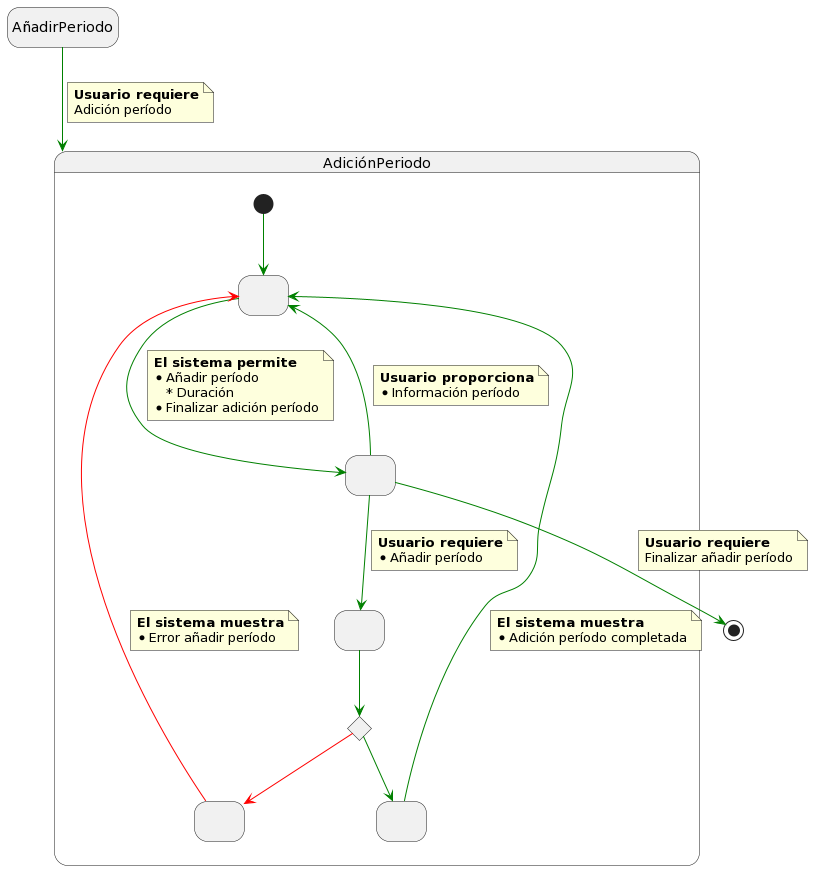 AñadirPeriodo
Usuario requiere
Adición período
AdiciónPeriodo
El sistema permite
• Añadir período
* Duración
• Finalizar adición período
Usuario proporciona
• Información período
Usuario requiere
• Añadir período
Usuario requiere
Finalizar añadir período
El sistema muestra
• Error añadir período
El sistema muestra
• Adición período completada